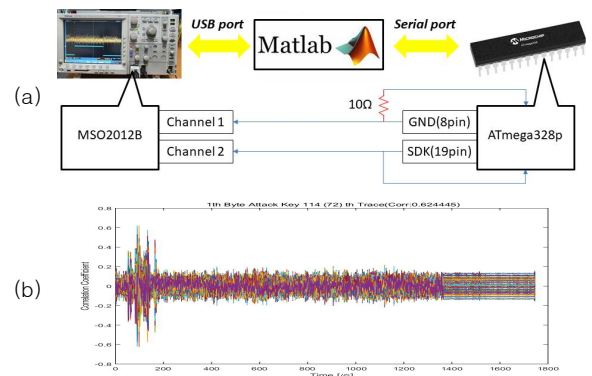 USB port
Serial port
Matlab
MICROCHIP
(a)
10Ω
MSO2012B
Channel 1
GND(8pin)
ATmega328p
Channel 2
SDK(19pin)
(b)
1th Byte Attack Key 114 (72) th Trace(Corr:0.624445)
Correlation Coefficient
0.8
0.6
0.4
0.2
0
-0.2
-0.4
-0.6
-0.8
0 200 400 600 800 1000 1200 1400 1600 1800